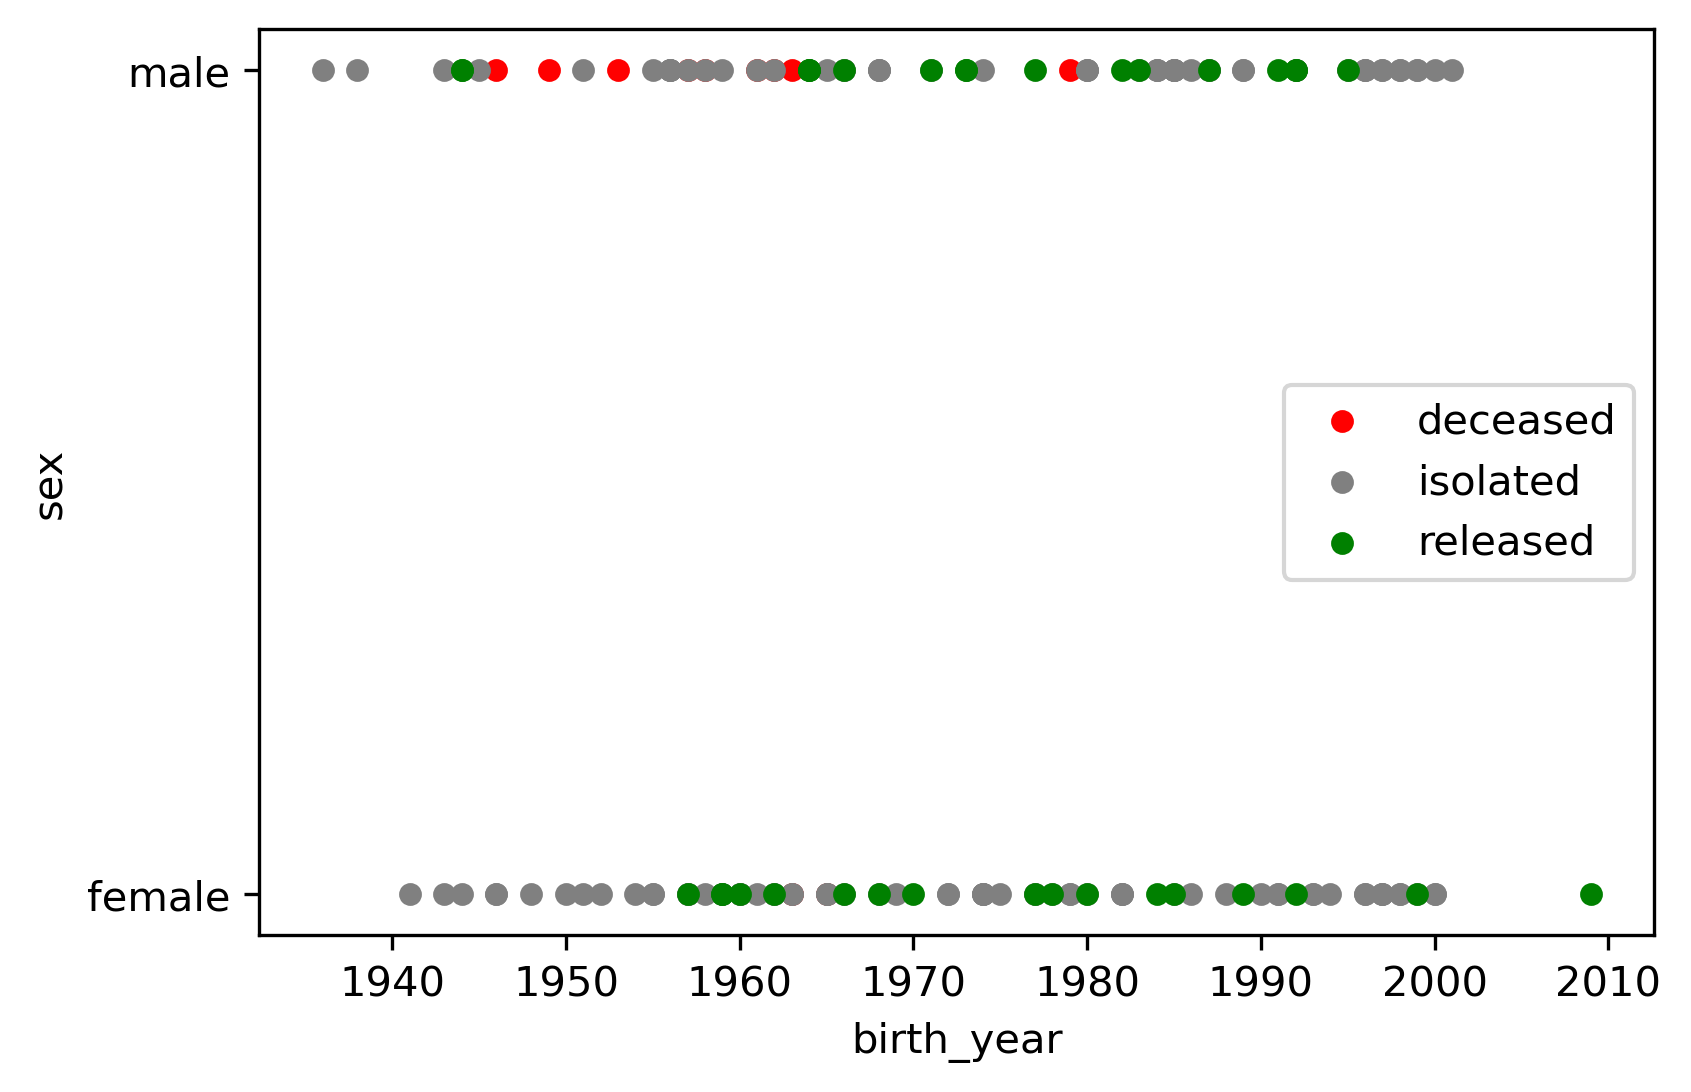 male
sex
female
deceased
isolated
released
1940 1950 1960 1970 1980 1990 2000 2010
birth_year